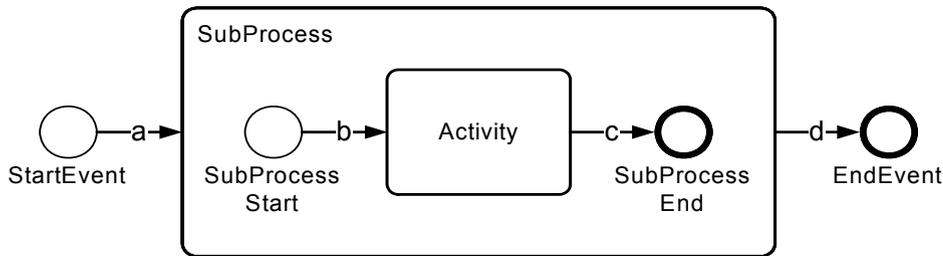 SubProcess
a
b
Activity
c
d
StartEvent
SubProcess
Start
SubProcess
End
EndEvent